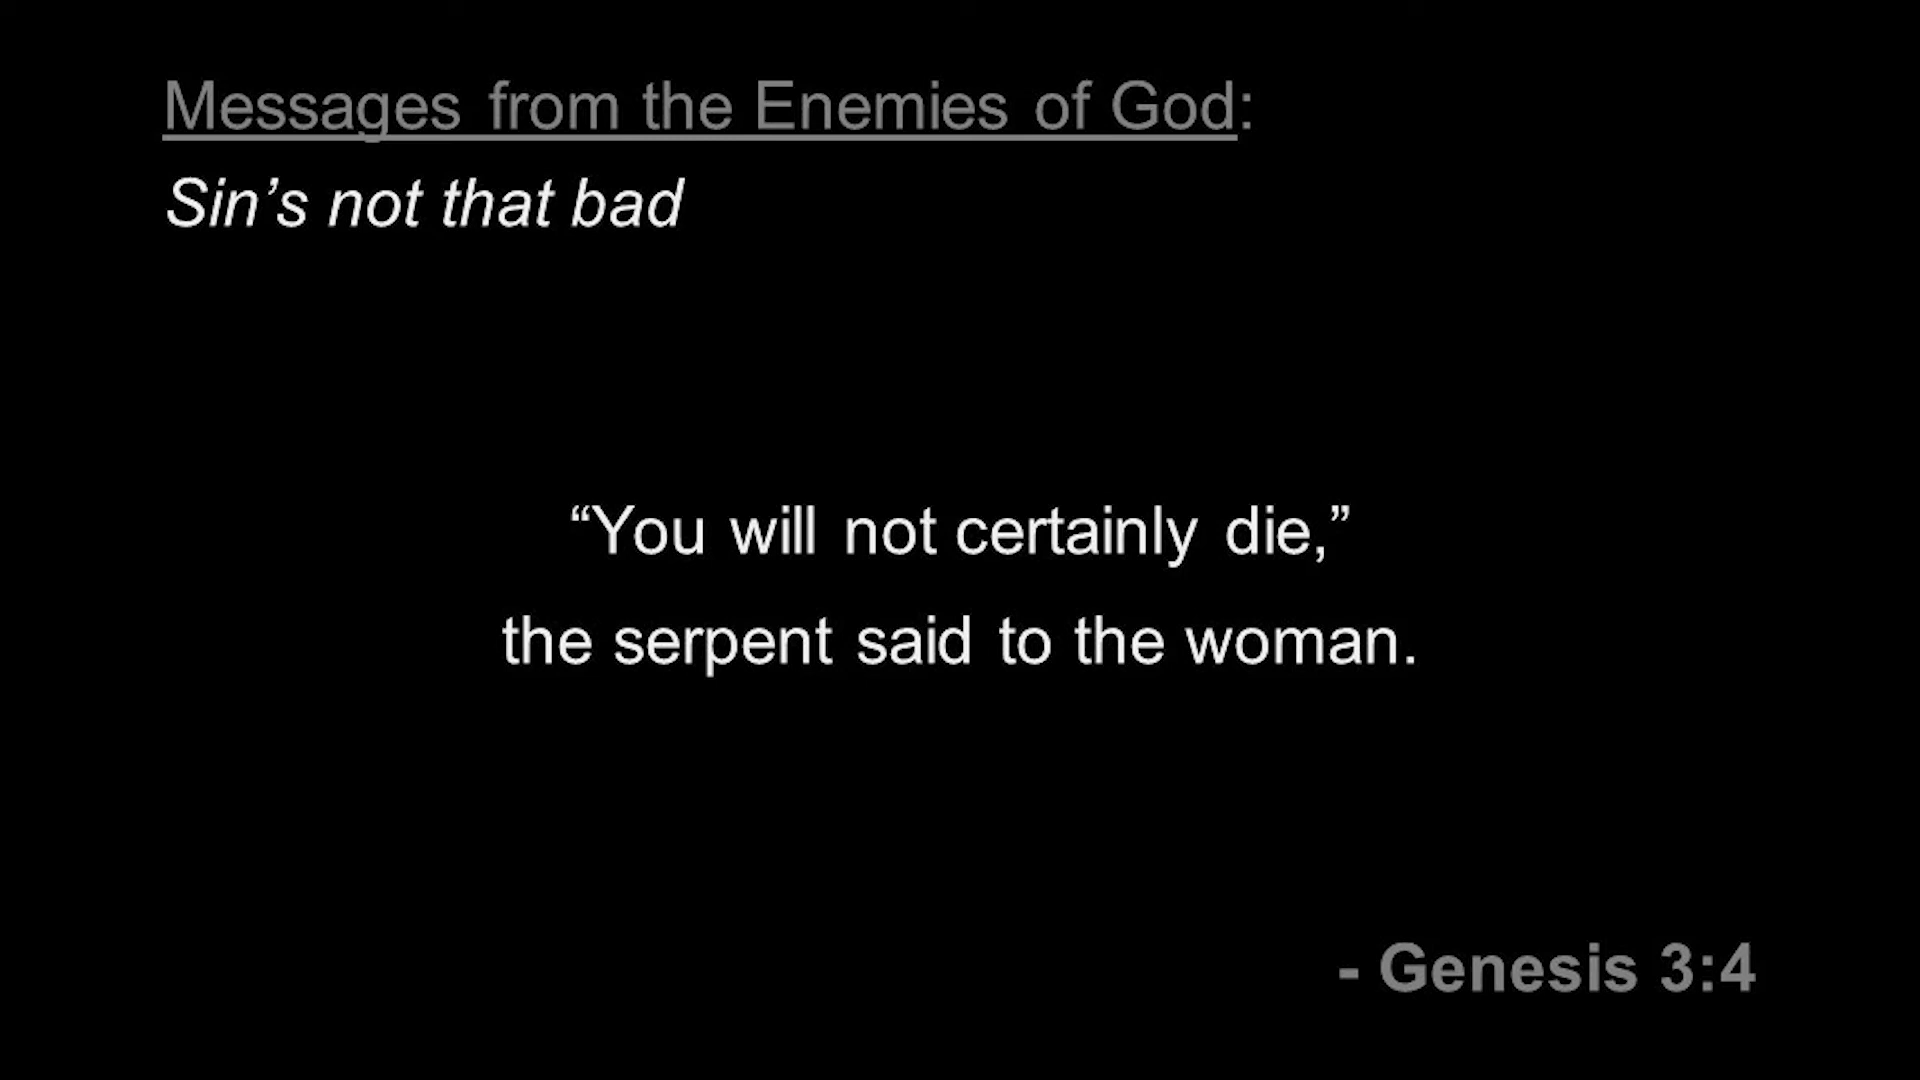 Messages from the Enemies of God:
Sin’s not that bad
“You will not certainly die,”
the serpent said to the woman.
- Genesis 3:4